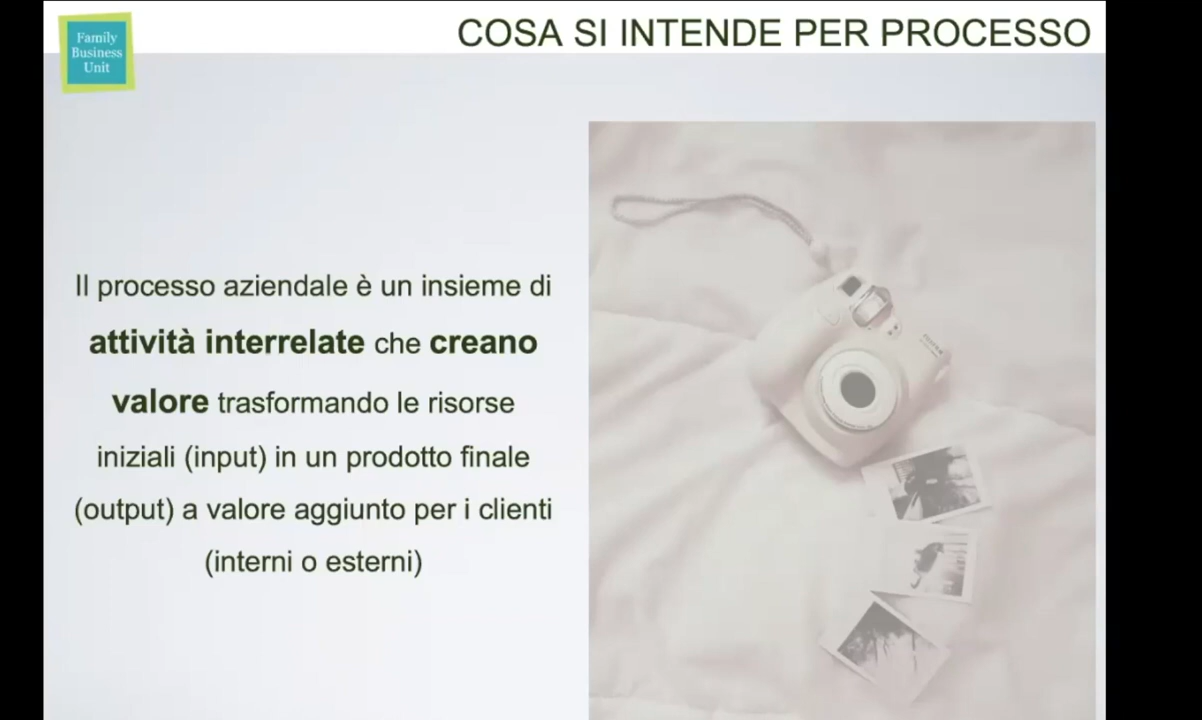 COSA SI INTENDE PER PROCESSO
Family
Business
Unit
Il processo aziendale è un insieme di
attività interrelate che creano
valore trasformando le risorse
iniziali (input) in un prodotto finale
(output) a valore aggiunto per i clienti
(interni o esterni)